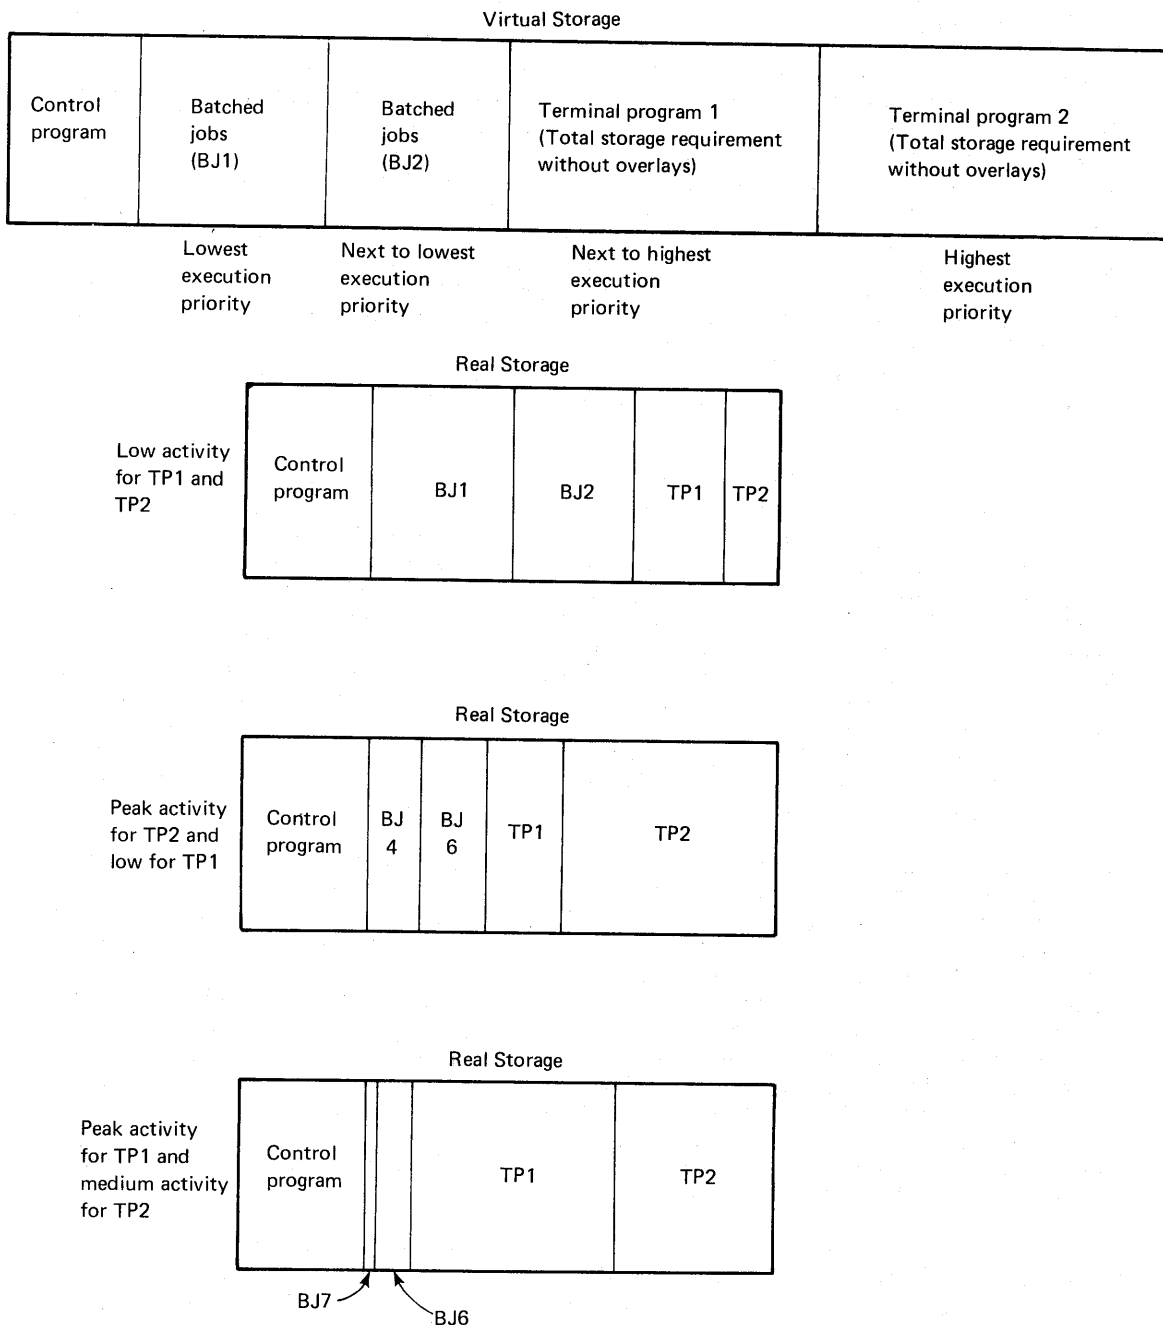 Virtual Storage
Control
program
Batched
jobs
(BJ1)
Batched
jobs
(BJ2)
Terminal program 1
(Total storage requirement
without overlays)
Terminal program 2
(Total storage requirement
without overlays)
Lowest
execution
priority
Next to lowest
execution
priority
Next to highest
execution
priority
Highest
execution
priority
Real Storage
Low activity
for TP1 and
TP2
Control
program
BJ1
BJ2
TP1
TP2
Real Storage
Peak activity
for TP2 and
low for TP1
Control
program
BJ
4
BJ
6
TP1
TP2
Real Storage
Peak activity
for TP1 and
medium activity
for TP2
Control
program
TP1
TP2
BJ7
BJ6